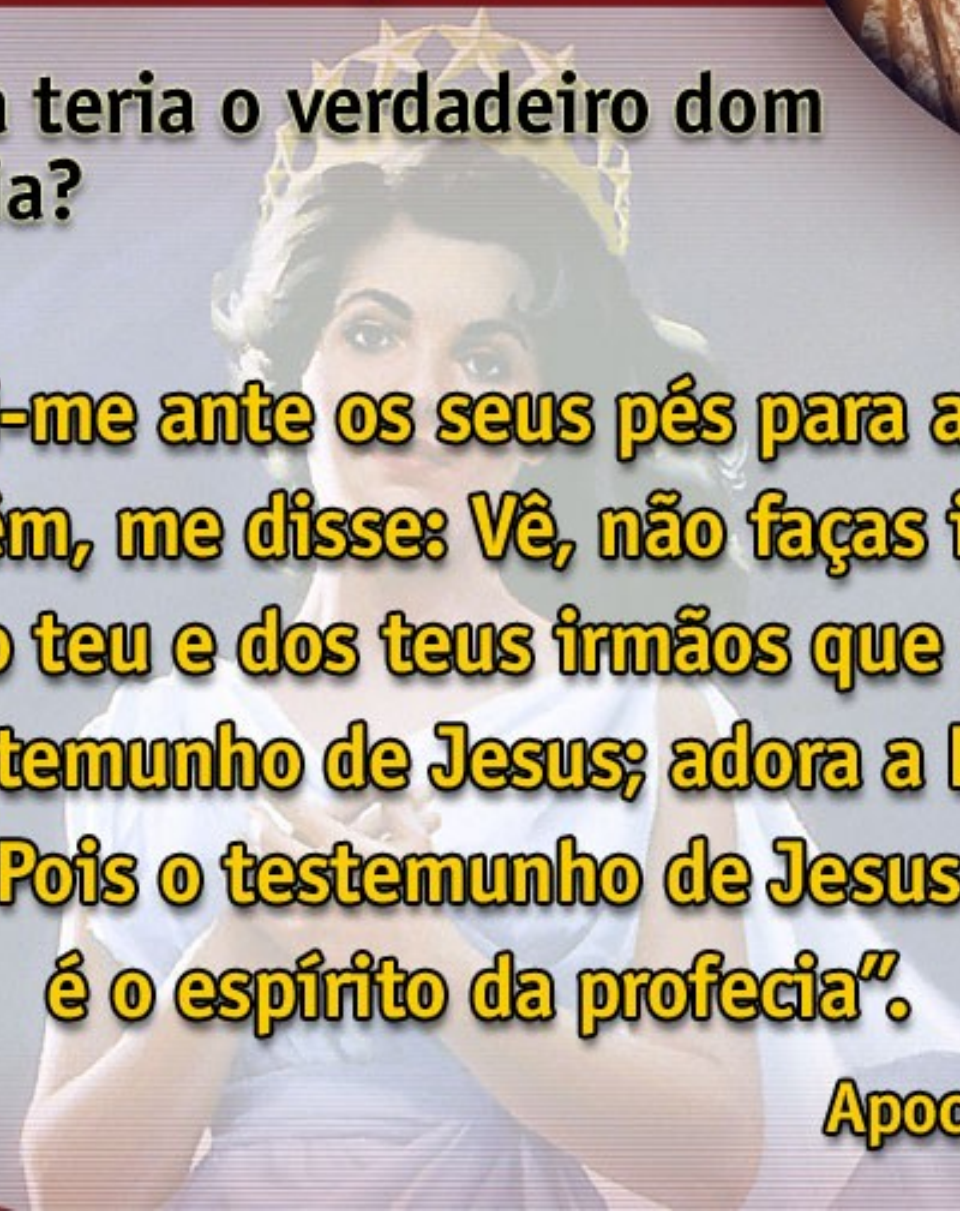 teria o verdadeiro dom
ia?
-me ante os seus pés para a
ém, me disse: Vê, não faças i
o teu e dos teus irmãos que
temunho de Jesus; adora a
Pois o testemunho de Jesus
é o espírito da profecia”.
Apoc